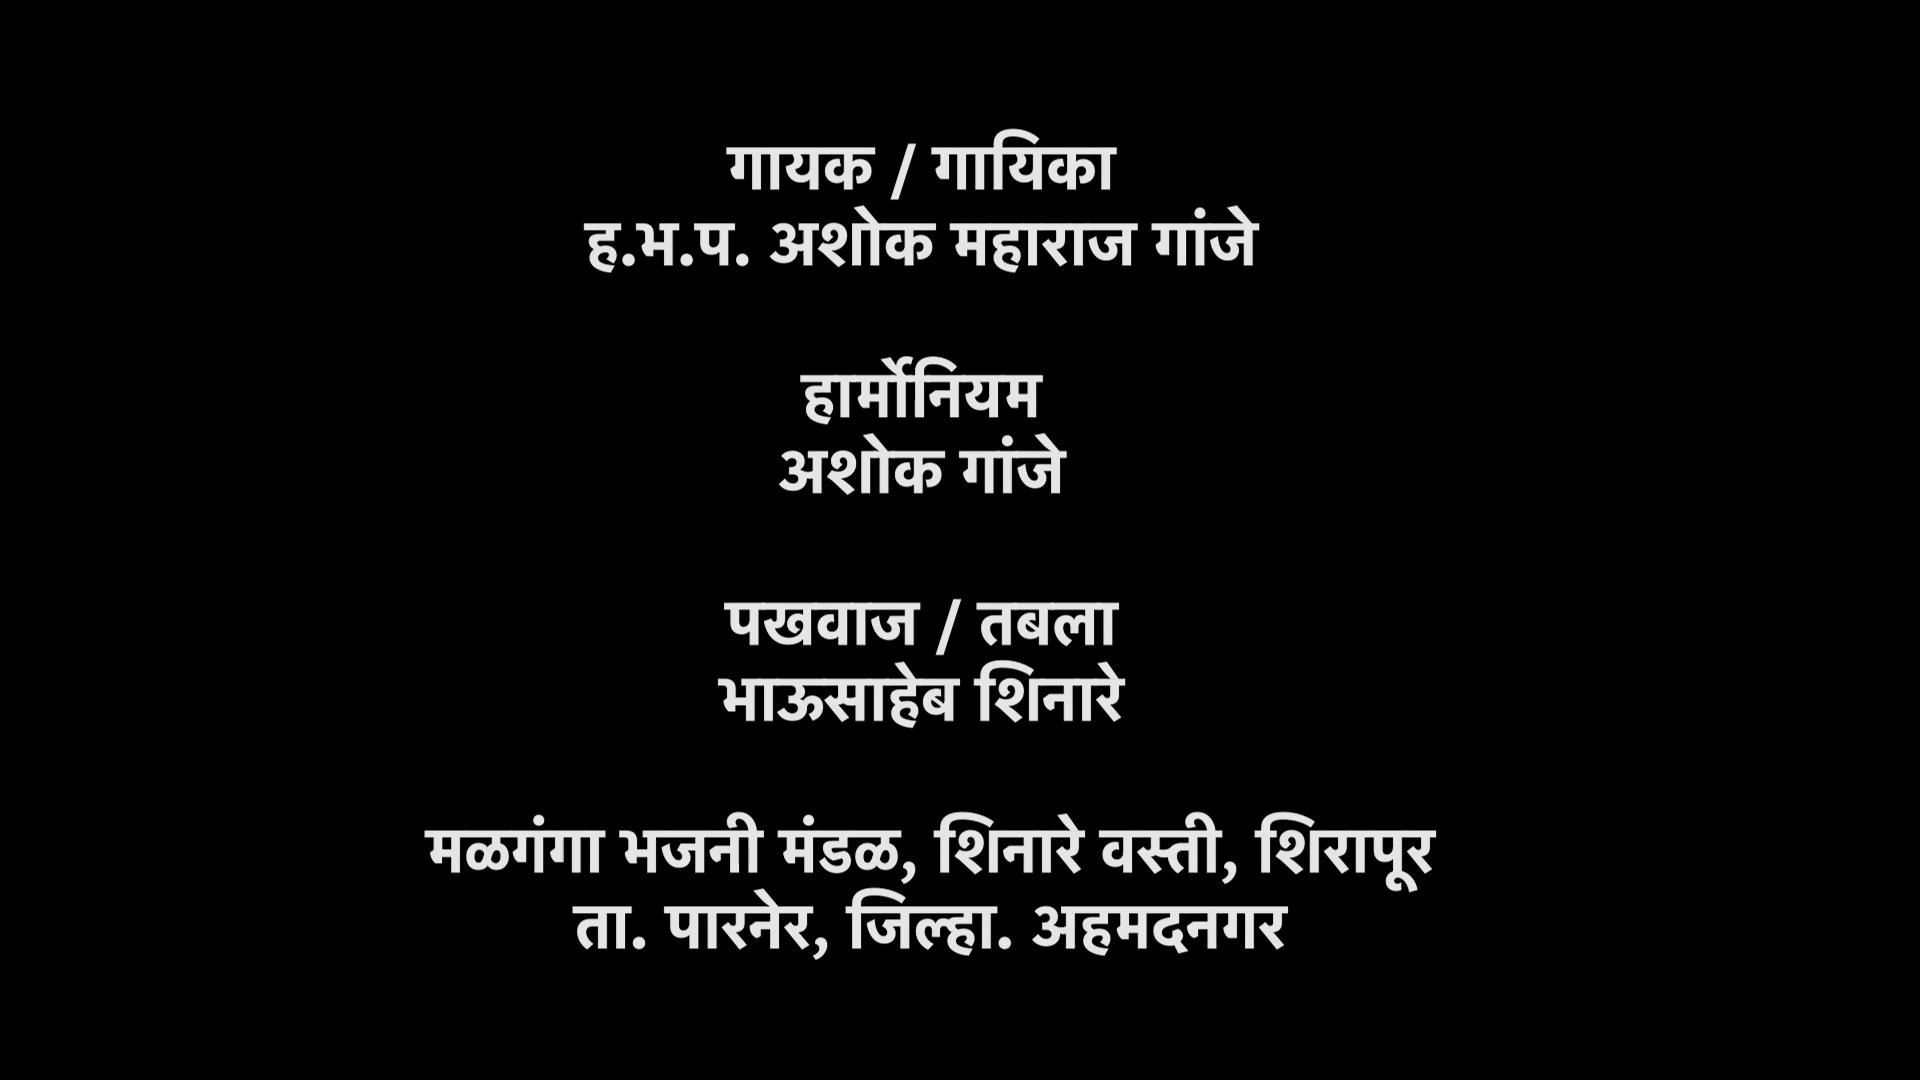 गायक / गायिका
ह.भ.प. अशोक महाराज गांजे
हार्मोनियम
अशोक गांजे
पखवाज / तबला
भाऊसाहेब शिनारे
मळगंगा भजनी मंडळ, शिनारे वस्ती, शिरापूर
ता. पारनेर, जिल्हा. अहमदनगर